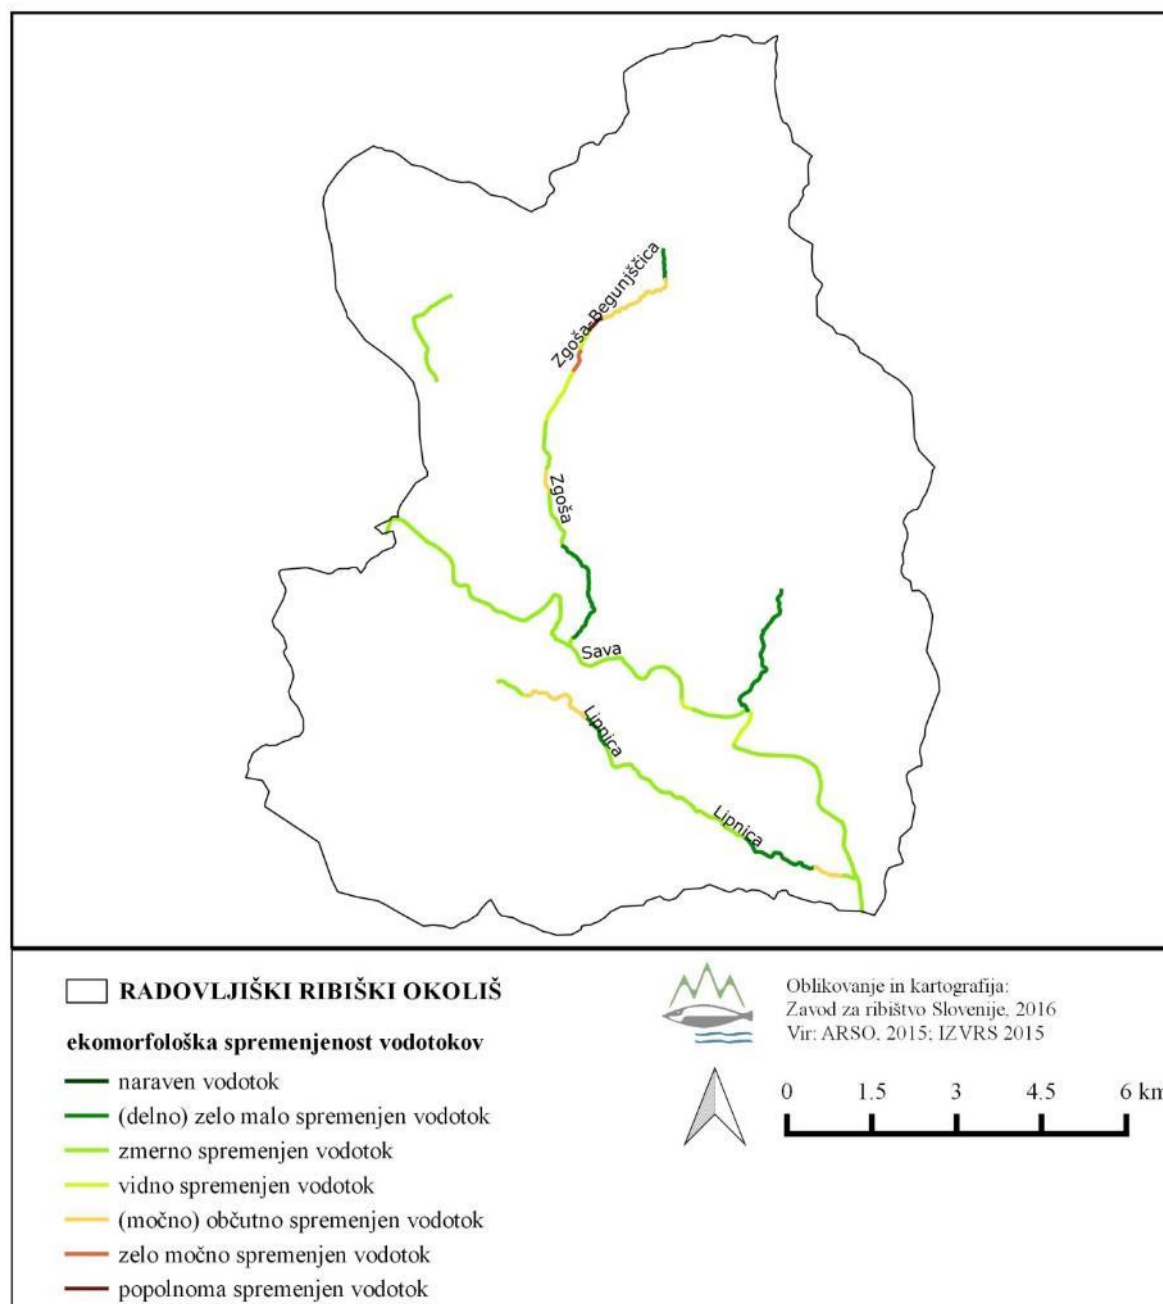 Zgoša-Begunjščica
Zgoša
Sava
Lipnica
Lipnica
RADOVLJIŠKI RIBIŠKI OKOLIŠ
ekomorfološka spremenjenost vodotokov
naraven vodotok
(delno) zelo malo spremenjen vodotok
zmerno spremenjen vodotok
vidno spremenjen vodotok
(močno) občutno spremenjen vodotok
zelo močno spremenjen vodotok
popolnoma spremenjen vodotok
Oblikovanje in kartografija:
Zavod za ribištvo Slovenije, 2016
Vir: ARSO, 2015; IZVRS 2015
0 1.5 3 4.5 6 km